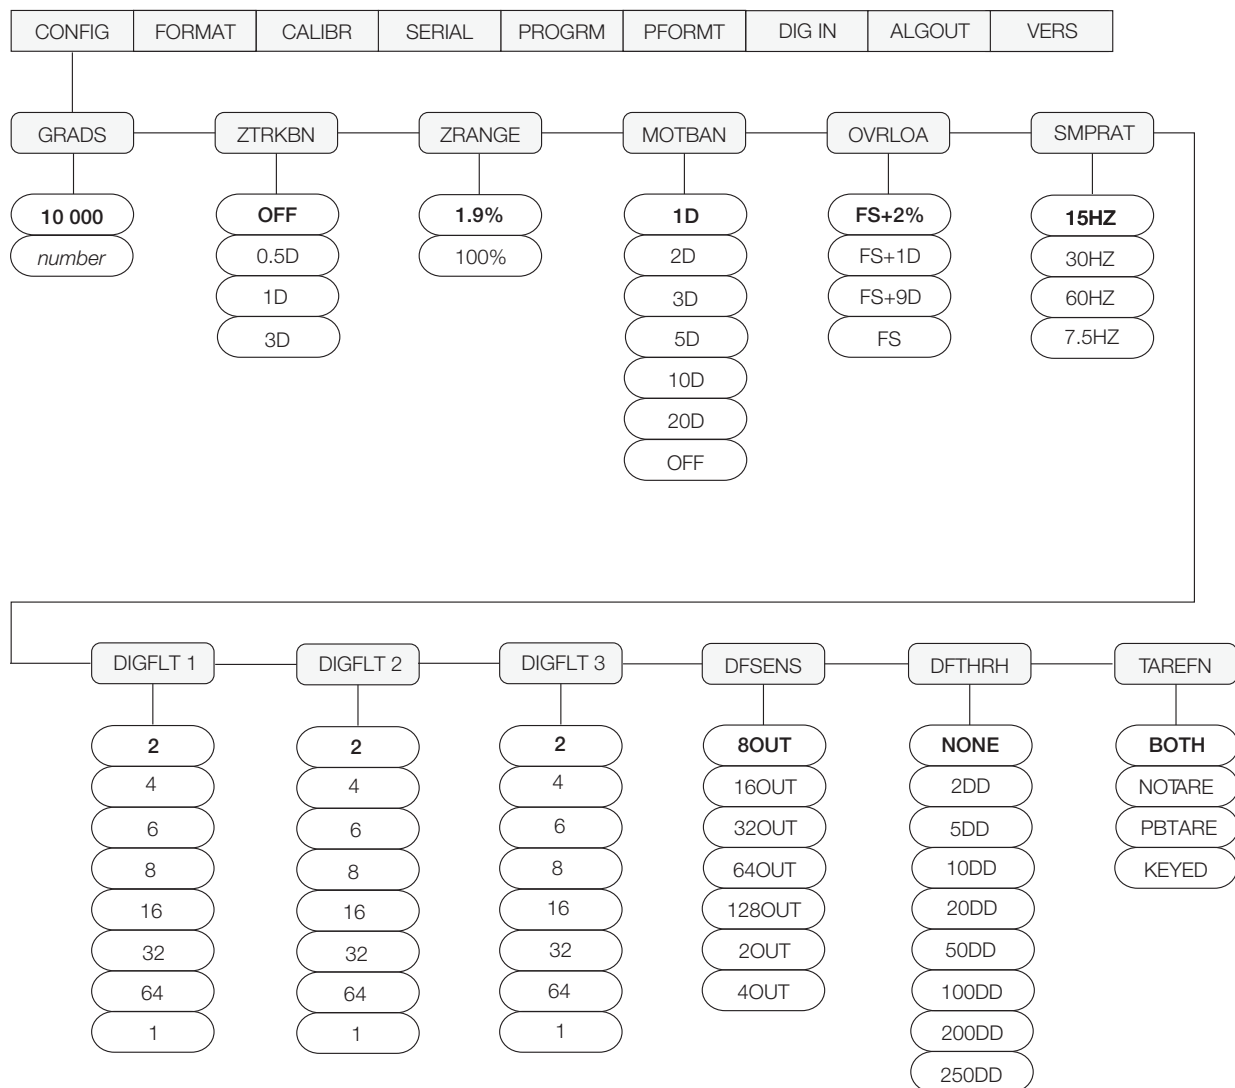 CONFIG FORMAT CALIBR SERIAL PROGRM PFORMT DIG IN ALGOUT VERS
GRADS ZTRKBN ZRANGE MOTBAN OVRLOA SMPRAT
10 000 OFF 1.9% 1D FS+2% 15HZ
number 0.5D 100% 2D FS+1D 30HZ
1D 3D FS+9D 60HZ
3D 5D FS 7.5HZ
10D
20D
OFF
DIGFLT 1 DIGFLT 2 DIGFLT 3 DFSENS DFTHRH TAREFN
2 2 2 8OUT NONE BOTH
4 4 4 16OUT 2DD NOTARE
6 6 6 32OUT 5DD PBTARE
8 8 8 64OUT 10DD KEYED
16 16 16 128OUT 20DD
32 32 32 2OUT 50DD
64 64 64 4OUT 100DD
1 1 1 200DD
250DD